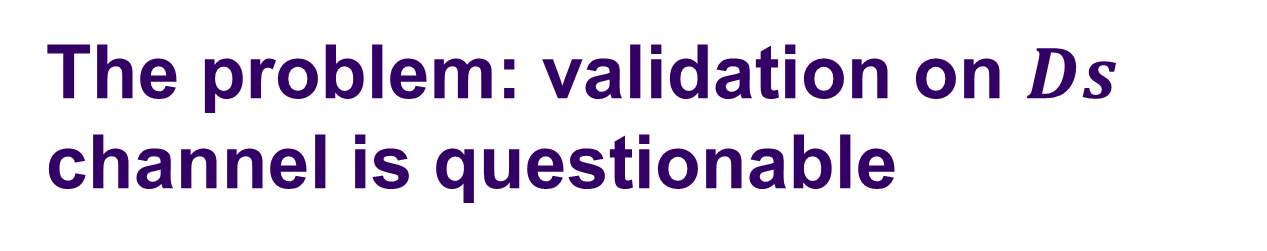 The problem: validation on Ds
channel is questionable